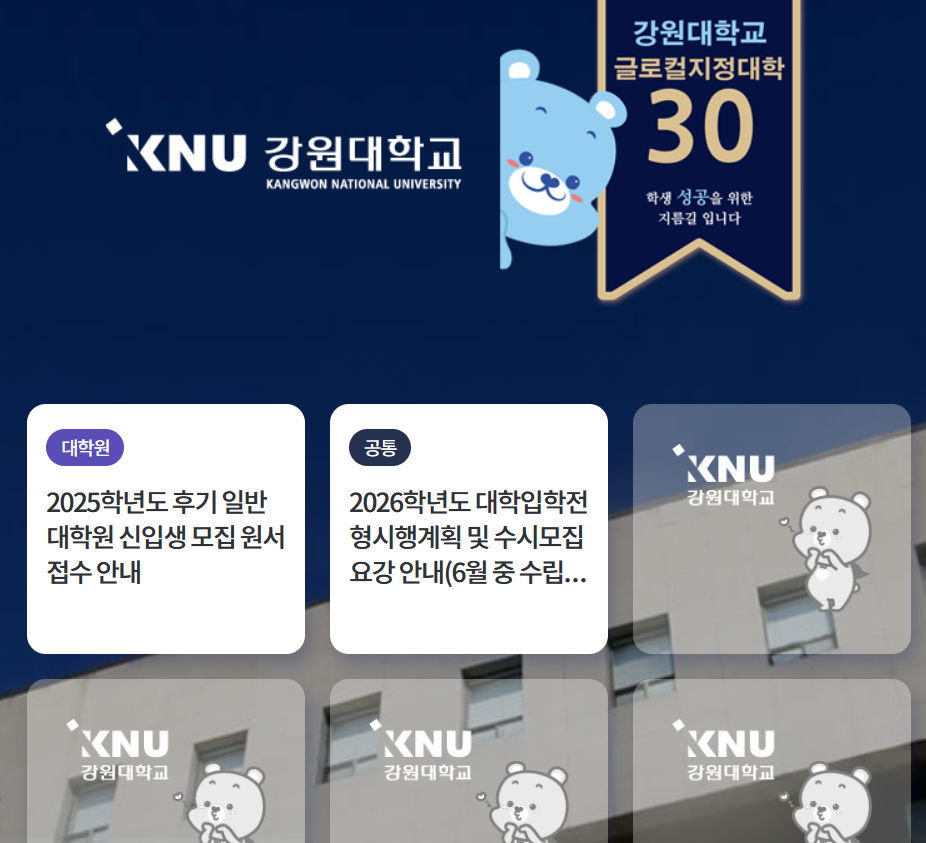 강원대학교
글로컬지정대학
30
학생 성공을 위한
지름길 입니다
KNU 강원대학교
KANGWON NATIONAL UNIVERSITY
대학원
2025학년도 후기 일반
대학원 신입생 모집 원서
접수 안내
공통
2026학년도 대학입학전
형시행계획 및 수시모집
요강 안내(6월 중 수립...
KNU
강원대학교
KNU
강원대학교
KNU
강원대학교
KNU
강원대학교